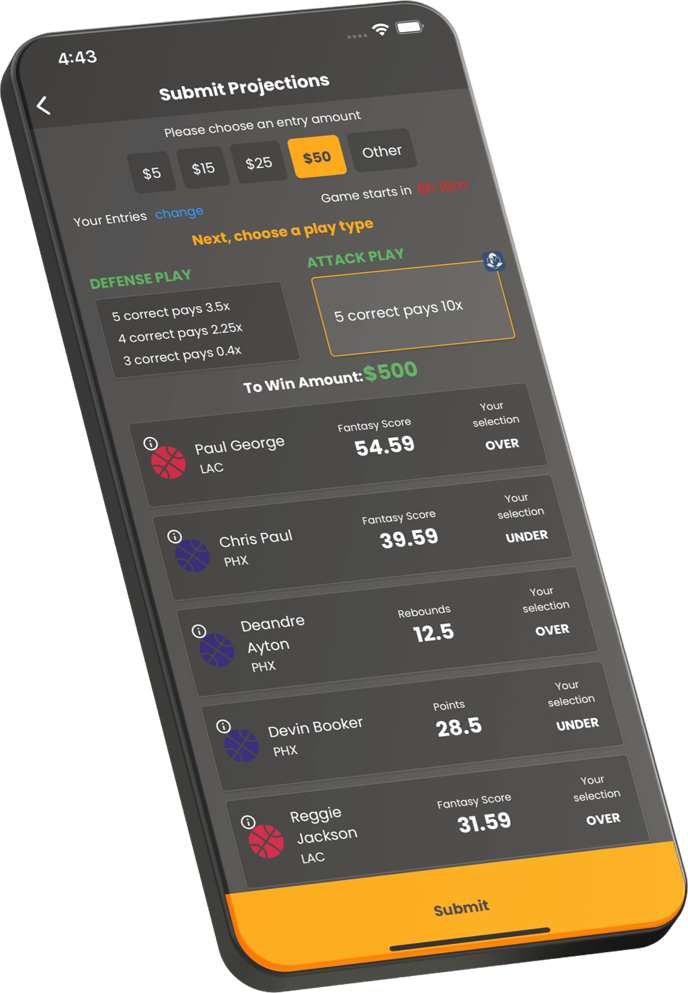 4:43
Submit Projections
Please choose an entry amount
$5 $15 $25 $50 Other
Your Entries change Game starts in 8h 16m
Next, choose a play type
DEFENSE PLAY
5 correct pays 3.5x
4 correct pays 2.25x
3 correct pays 0.4x
ATTACK PLAY
5 correct pays 10x
To Win Amount:$500
Paul George
LAC
Fantasy Score
54.59
Your
selection
OVER
Chris Paul
PHX
Fantasy Score
39.59
Your
selection
UNDER
Deandre
Ayton
PHX
Rebounds
12.5
Your
selection
OVER
Devin Booker
PHX
Points
28.5
Your
selection
UNDER
Reggie
Jackson
LAC
Fantasy Score
31.59
Your
selection
OVER
Submit